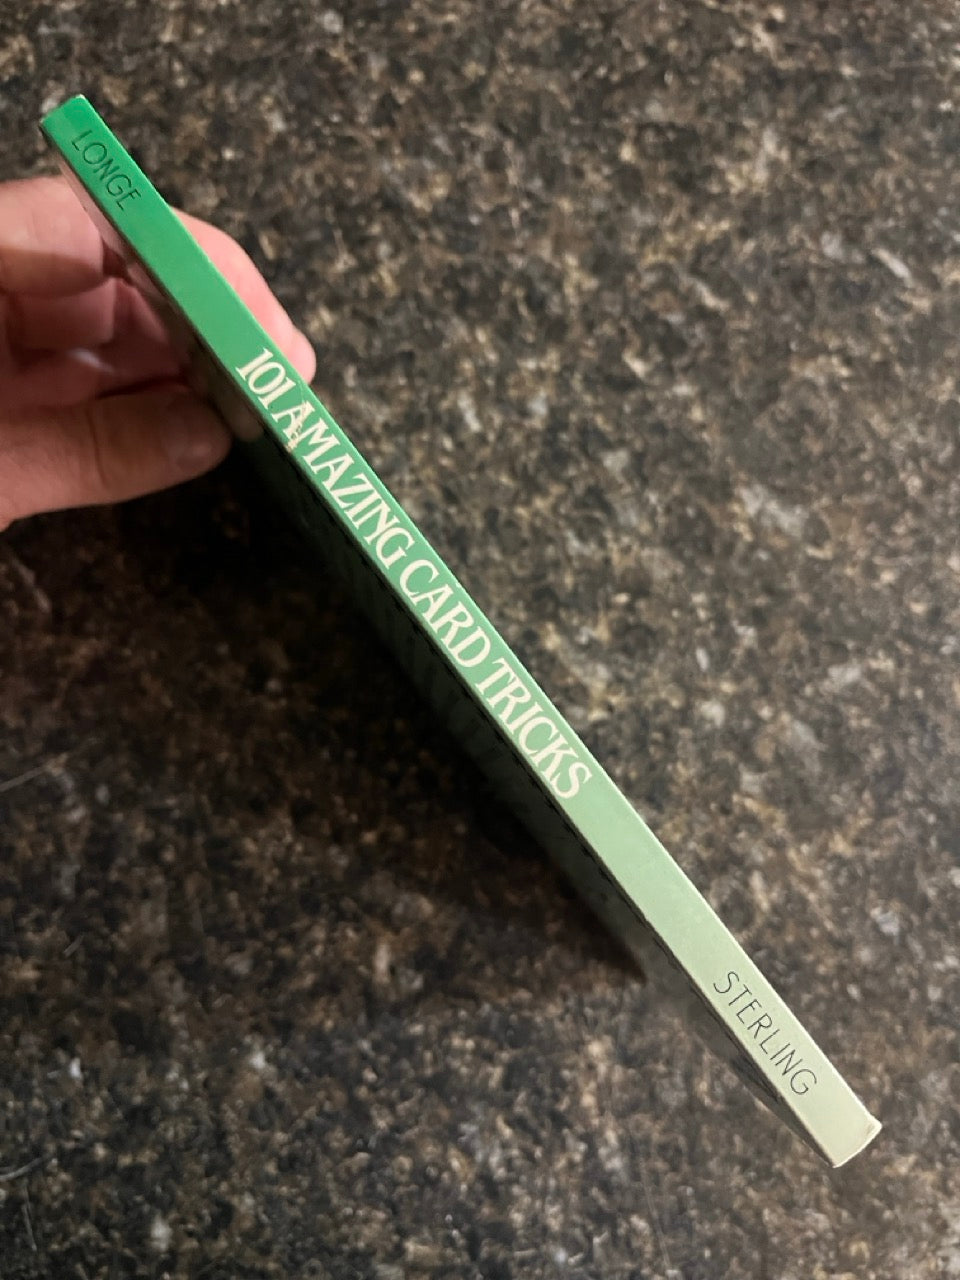 LONGE
101 AMAZING CARD TRICKS
STERLING